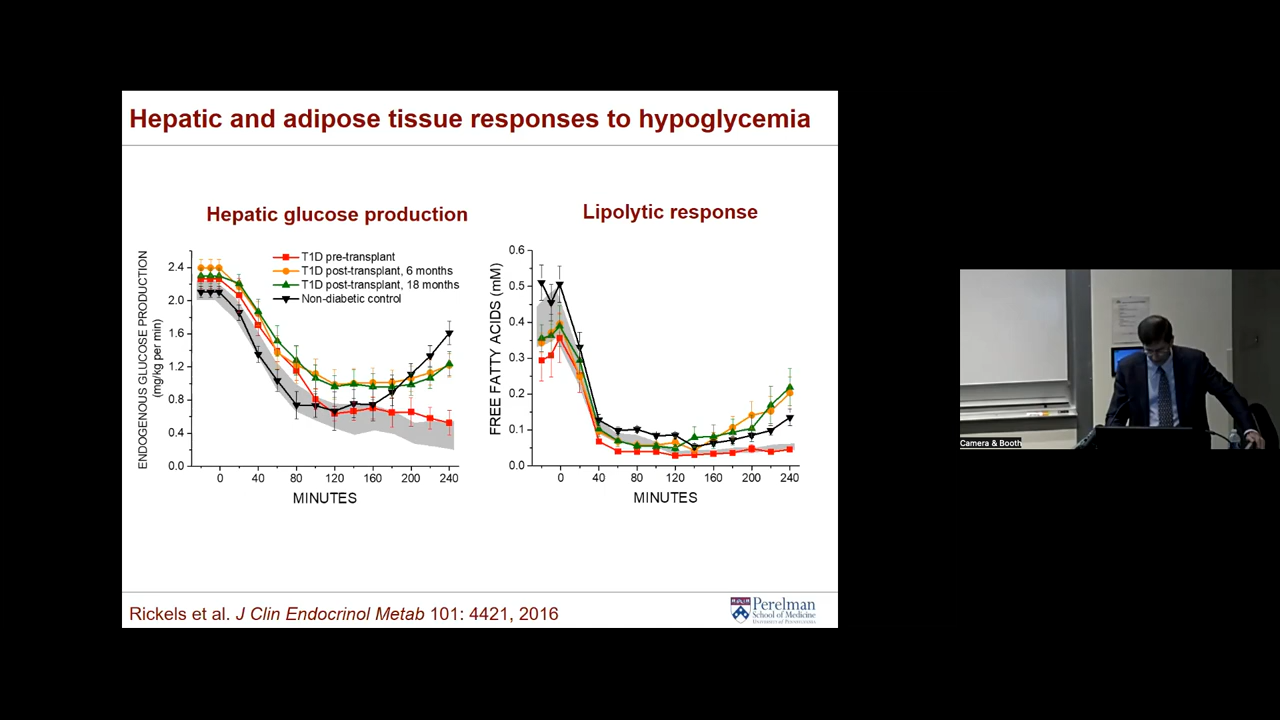 Hepatic and adipose tissue responses to hypoglycemia
Hepatic glucose production
Lipolytic response
ENDOGENOUS GLUCOSE PRODUCTION
(mg/kg per min)
2.4
2.0
1.6
1.2
0.8
0.4
0.0
T1D pre-transplant
T1D post-transplant, 6 months
T1D post-transplant, 18 months
Non-diabetic control
0 40 80 120 160 200 240
MINUTES
FREE FATTY ACIDS (mM)
0.6
0.5
0.4
0.3
0.2
0.1
0.0
0 40 80 120 160 200 240
MINUTES
Rickels et al. J Clin Endocrinol Metab 101: 4421, 2016
Perelman
School of Medicine
University of Pennsylvania
Camera & Booth